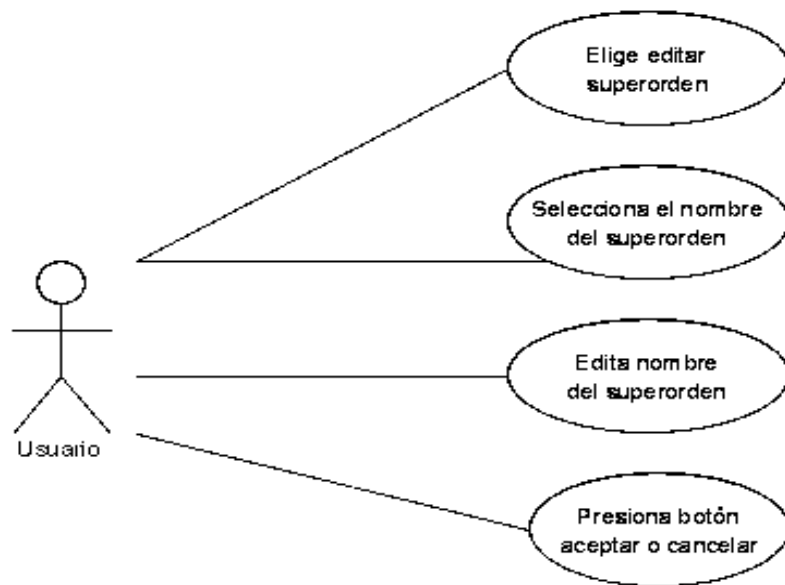 Elige editar
superorden
Selecciona el nombre
del superorden
Edita nombre
del superorden
Usuario
Presiona botón
aceptar o cancelar